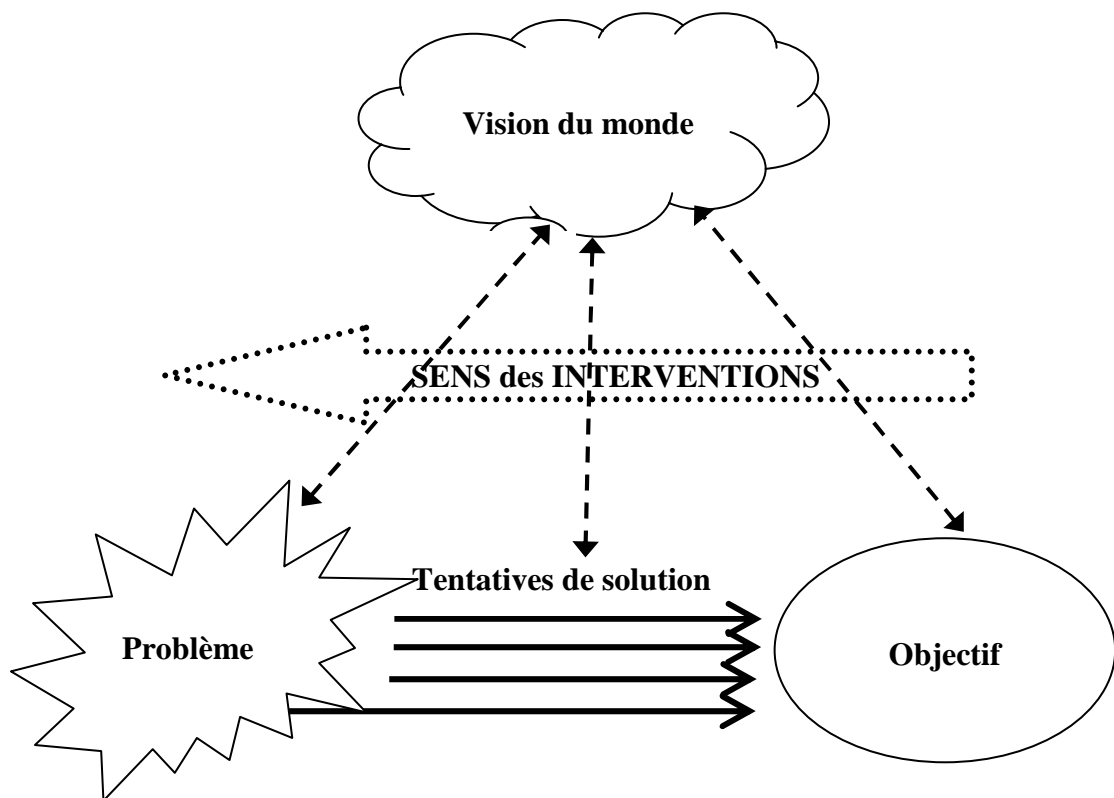 Vision du monde
SENS des INTERVENTIONS
Tentatives de solution
Problème
Objectif